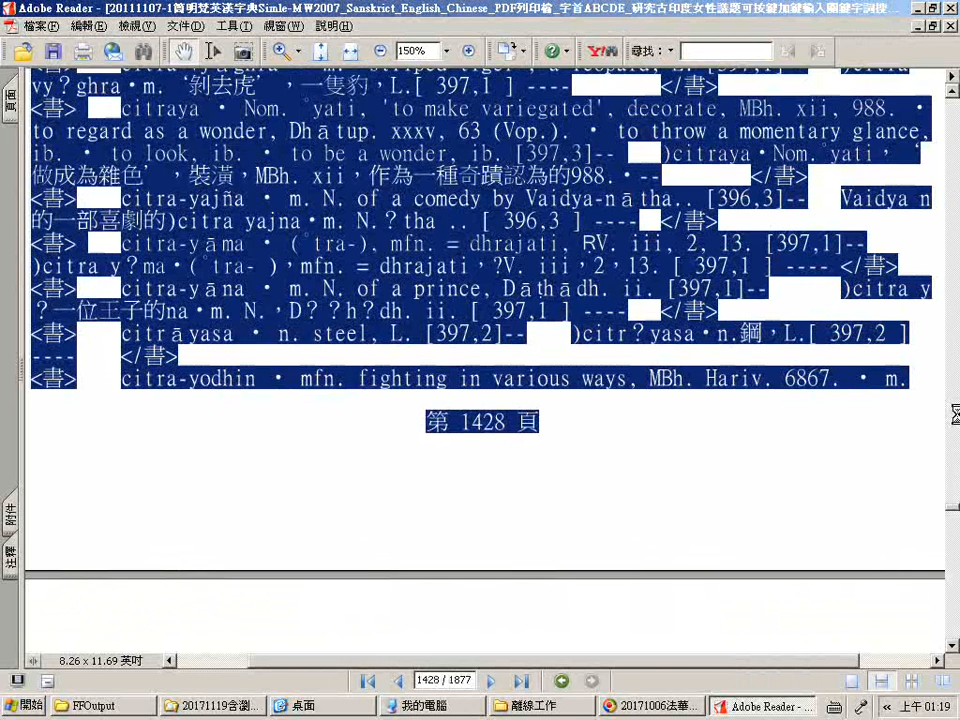 Adobe Reader - [20111107-1簡明梵英漢字典Simle-MW2007_Sanskrict_English_Chinese_PDF列印檔_字首ABCDE_研究古印度女性議題可按鍵加鍵輸入關鍵字詞搜
檔案(F) 編輯(E) 檢視(V) 文件(D) 工具(T) 視窗(W) 說明(H)
150% 尋找：
頁面
vy？ghra‧m. ‘剝去虎’，一隻豹，L.[ 397,1 ] ---- </書>
<書> citraya ‧ Nom. ゜yati, 'to make variegated', decorate, MBh. xii, 988. ‧
to regard as a wonder, Dhātup. xxxv, 63 (Vop.). ‧ to throw a momentary glance,
ib. ‧ to look, ib. ‧ to be a wonder, ib. [397,3]-- )citraya‧Nom.゜yati，‘
做成為雜色’，裝潢，MBh. xii，作為一種奇蹟認為的988.‧-- </書>
<書> citra-yajña ‧ m. N. of a comedy by Vaidya-nātha.. [396,3]-- Vaidya n
的一部喜劇的)citra yajna‧m. N.？tha .. [ 396,3 ] ---- </書>
<書> citra-yāma ‧ (゜tra-), mfn. = dhrajati, RV. iii, 2, 13. [397,1]--
)citra y？ma‧(゜tra- )，mfn. = dhrajati，?V. iii，2，13. [ 397,1 ] ---- </書>
<書> citra-yāna ‧ m. N. of a prince, Dāṭhādh. ii. [397,1]-- )citra y
？一位王子的na‧m. N.，D？？h？dh. ii. [ 397,1 ] ---- </書>
<書> citrāyasa ‧ n. steel, L. [397,2]-- )citr？yasa‧n.鋼，L.[ 397,2 ]
---- </書>
<書> citra-yodhin ‧ mfn. fighting in various ways, MBh. Hariv. 6867. ‧ m.
第 1428 頁
附件
注釋
8.26 x 11.69 英吋
1428 / 1877
開始 FFOutput 20171119含瀏... 桌面 我的電腦 離線工作 20171006法華... Adobe Reader - [... 上午 01:19